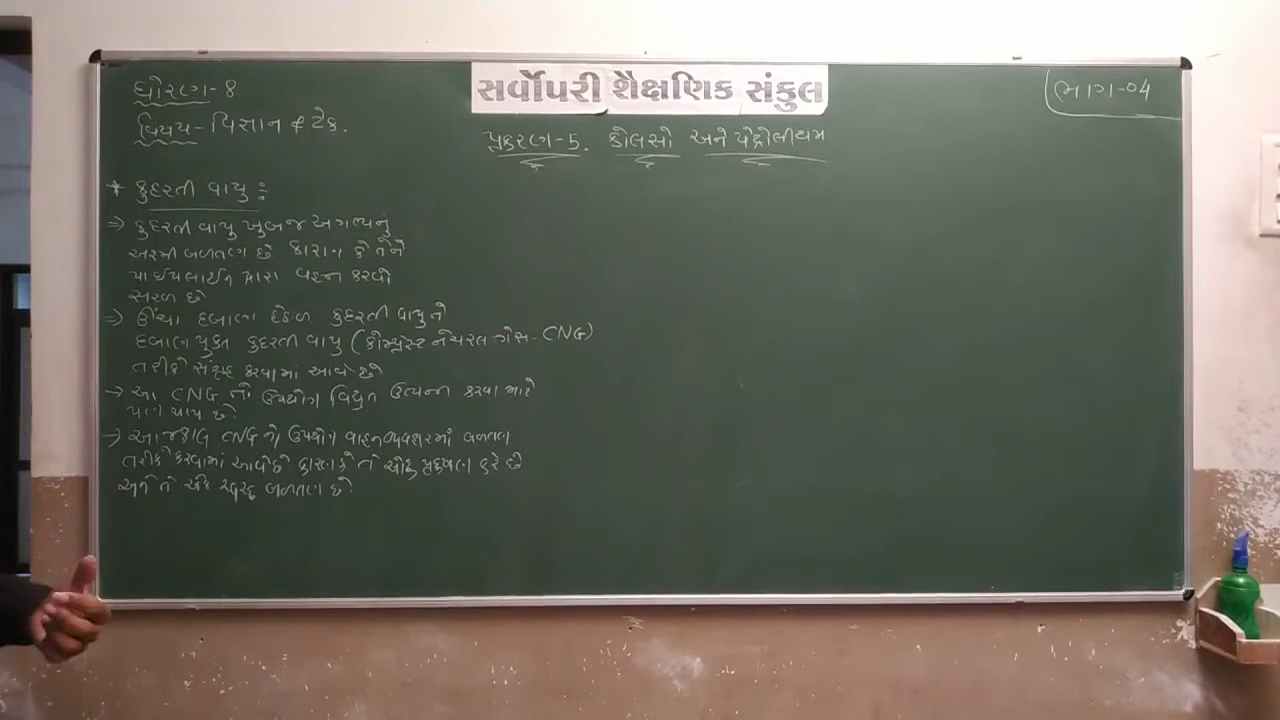 સર્વોપરી શૈક્ષણિક સંકુલ
ધોરણ-૪
ભાગ-૦4
વિષય- વિજ્ઞાન & ટેક.
પ્રકરણ-5. કોલસો અને પેટ્રોલીયમ
* કુદરતી વાયુ :
⇒ કુદરતી વાયુ ખુબ જ અગત્યનું
અશ્મી બળતણ છે કારણ કે તેને
પાઈપલાઈન દ્વારા વહન કરવો
સરળ છે
⇒ ઊંચા દબાણ હેઠળ કુદરતી વાયુને
દબાણ યુક્ત કુદરતી વાયુ (કોમ્પ્રેસ્ટ નેચરલ ગેસ- CNG)
તરીકે સંગ્રહ કરવામાં આવે છે
→ આ CNG નો ઉપયોગ વિદ્યુત ઉત્પન્ન કરવા માટે
પણ થાય છે.
→ આજકાલ CNG નો ઉપયોગ વાહનવ્યવહારમાં બળતણ
તરીકે કરવામાં આવે છે કારણ કે તે ઓછુ પ્રદૂષણ કરે છે
અને તે એક સ્વચ્છ બળતણ છે.